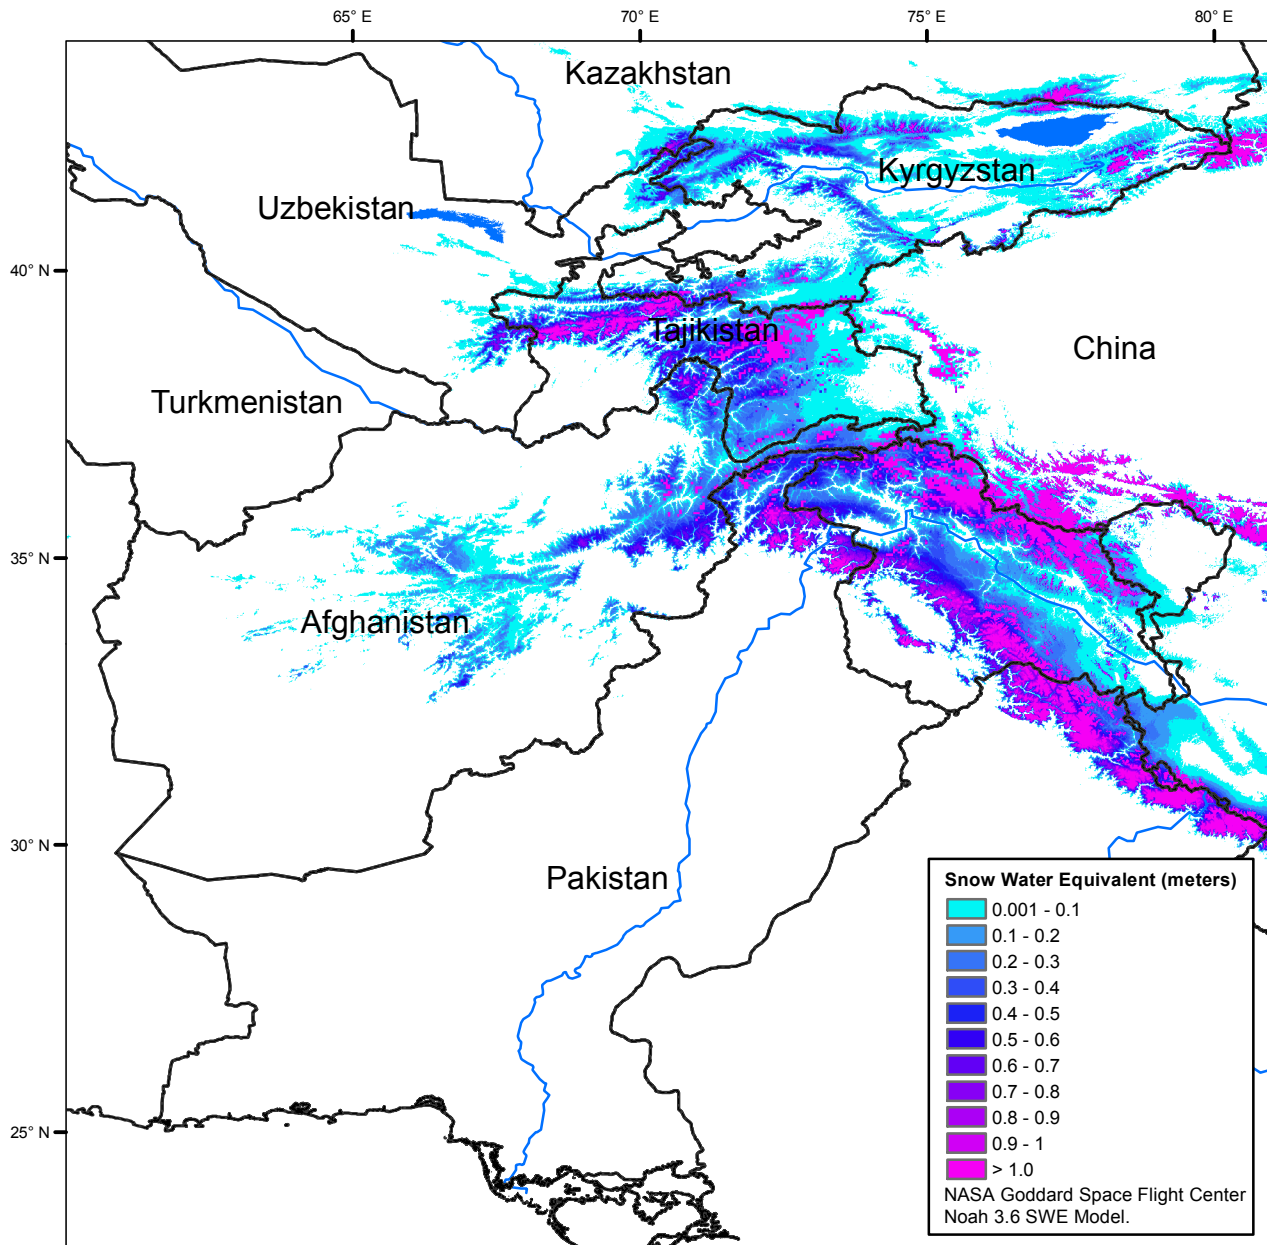 65° E
70° E
75° E
80° E
Kazakhstan
Kyrgyzstan
Uzbekistan
40° N
Tajikistan
China
Turkmenistan
35° N
Afghanistan
30° N
Pakistan
25° N
Snow Water Equivalent (meters)
0.001 - 0.1
0.1 - 0.2
0.2 - 0.3
0.3 - 0.4
0.4 - 0.5
0.5 - 0.6
0.6 - 0.7
0.7 - 0.8
0.8 - 0.9
0.9 - 1
> 1.0
NASA Goddard Space Flight Center
Noah 3.6 SWE Model.